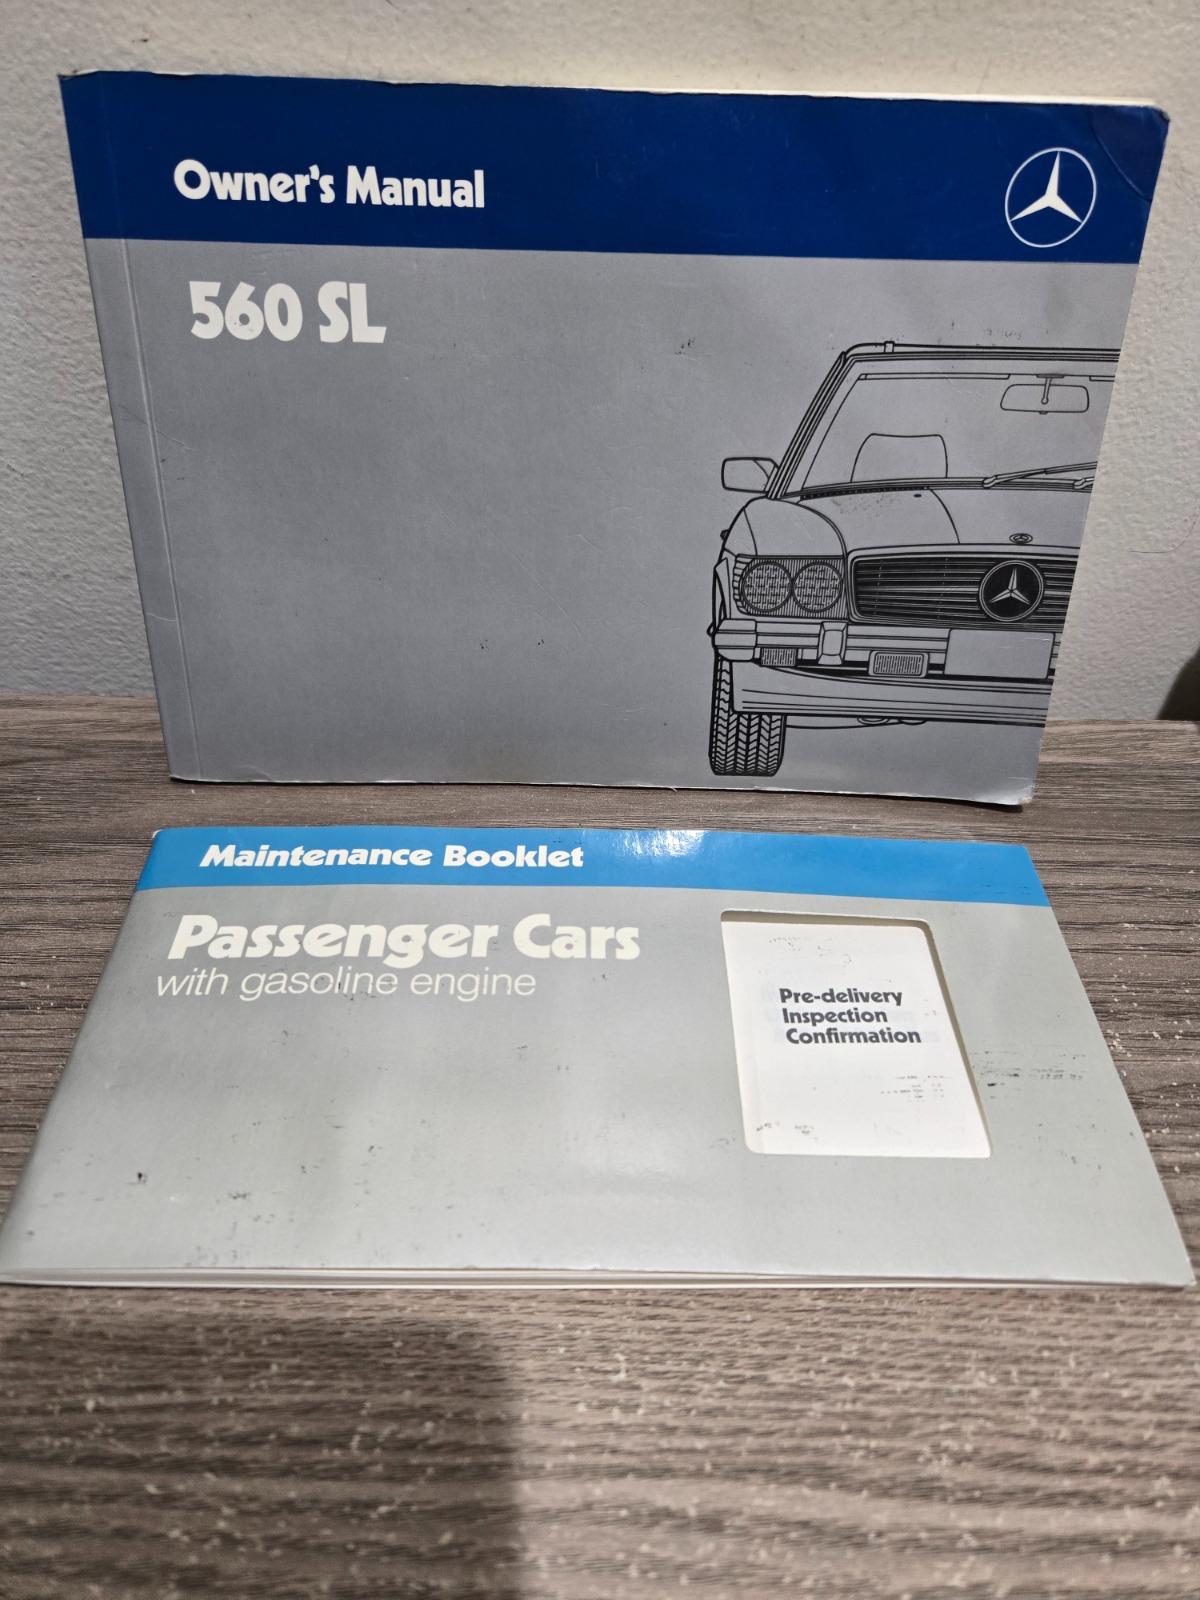 Owner's Manual
560 SL
Maintenance Booklet
Passenger Cars
with gasoline engine
Pre-delivery
Inspection
Confirmation